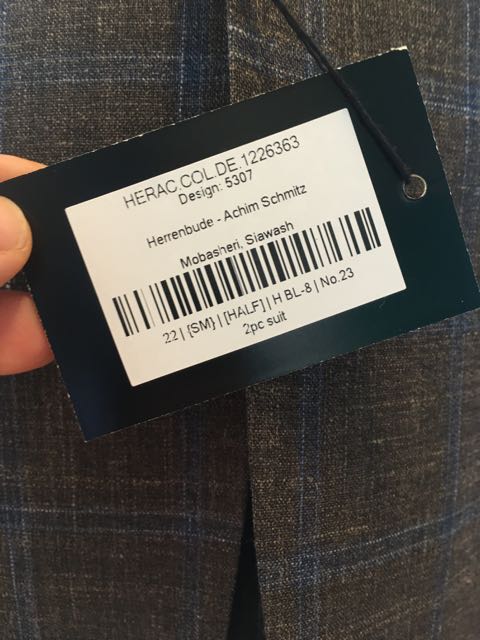 HERAC.COL.DE.1226363
Design: 5307
Herrenbude - Achim Schmitz
Mobasheri, Siawash
22 | {SM} | [HALF] | H BL-8 | No.23
2pc suit